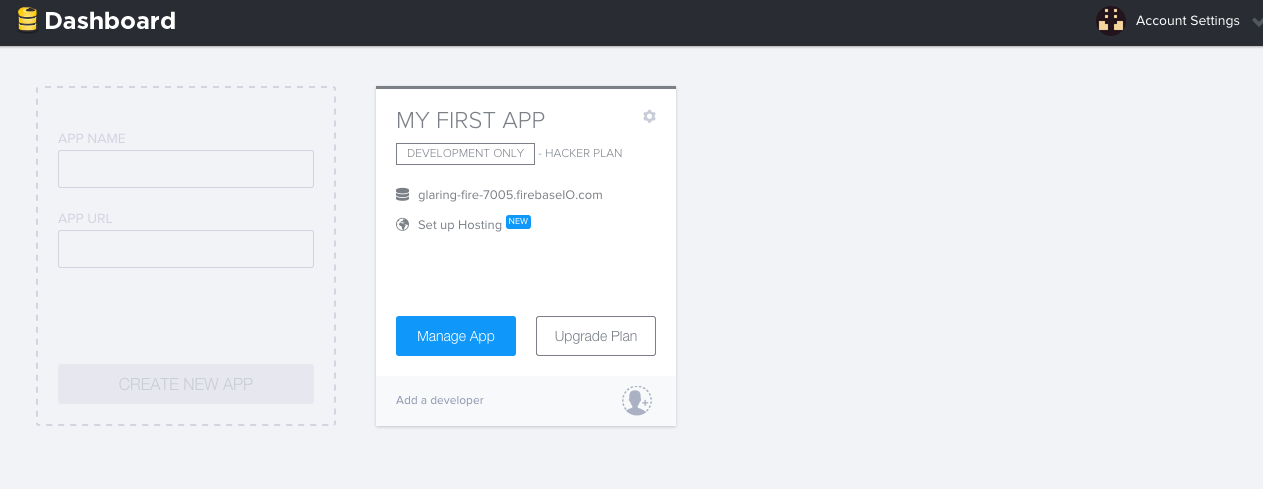 Dashboard
Account Settings
APP NAME
APP URL
CREATE NEW APP
MY FIRST APP
DEVELOPMENT ONLY - HACKER PLAN
glaring-fire-7005.firebaseIO.com
Set up Hosting NEW
Manage App
Upgrade Plan
Add a developer